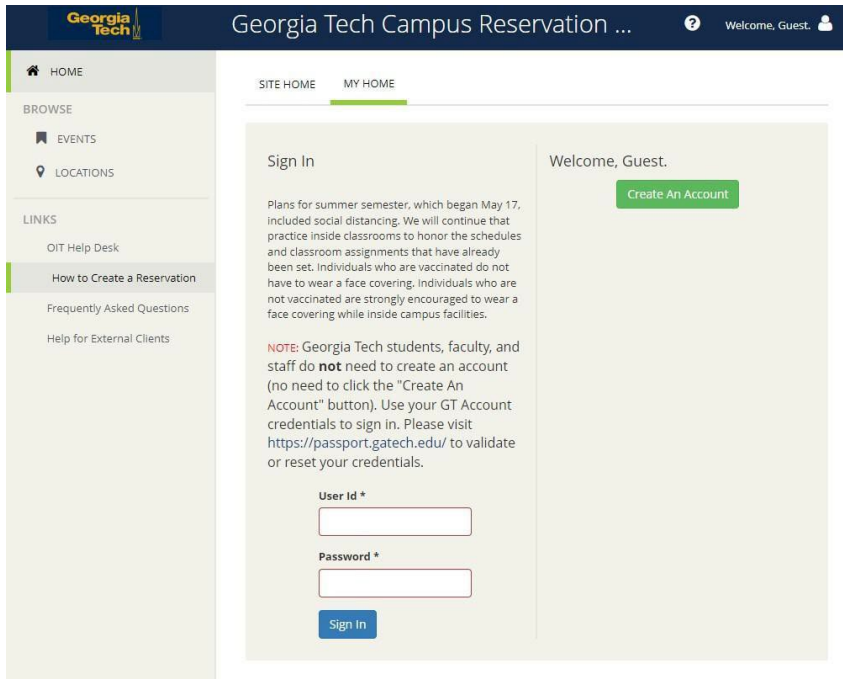 Georgia
Tech
Georgia Tech Campus Reservation ...
?
Welcome, Guest.
HOME
BROWSE
EVENTS
LOCATIONS
LINKS
OIT Help Desk
How to Create a Reservation
Frequently Asked Questions
Help for External Clients
SITE HOME
MY HOME
Sign In
Plans for summer semester, which began May 17,
included social distancing. We will continue that
practice inside classrooms to honor the schedules
and classroom assignments that have already
been set. Individuals who are vaccinated do not
have to wear a face covering. Individuals who are
not vaccinated are strongly encouraged to wear a
face covering while inside campus facilities.
NOTE: Georgia Tech students, faculty, and
staff do not need to create an account
(no need to click the "Create An
Account" button). Use your GT Account
credentials to sign in. Please visit
https://passport.gatech.edu/ to validate
or reset your credentials.
User Id *
Password *
Sign In
Welcome, Guest.
Create An Account